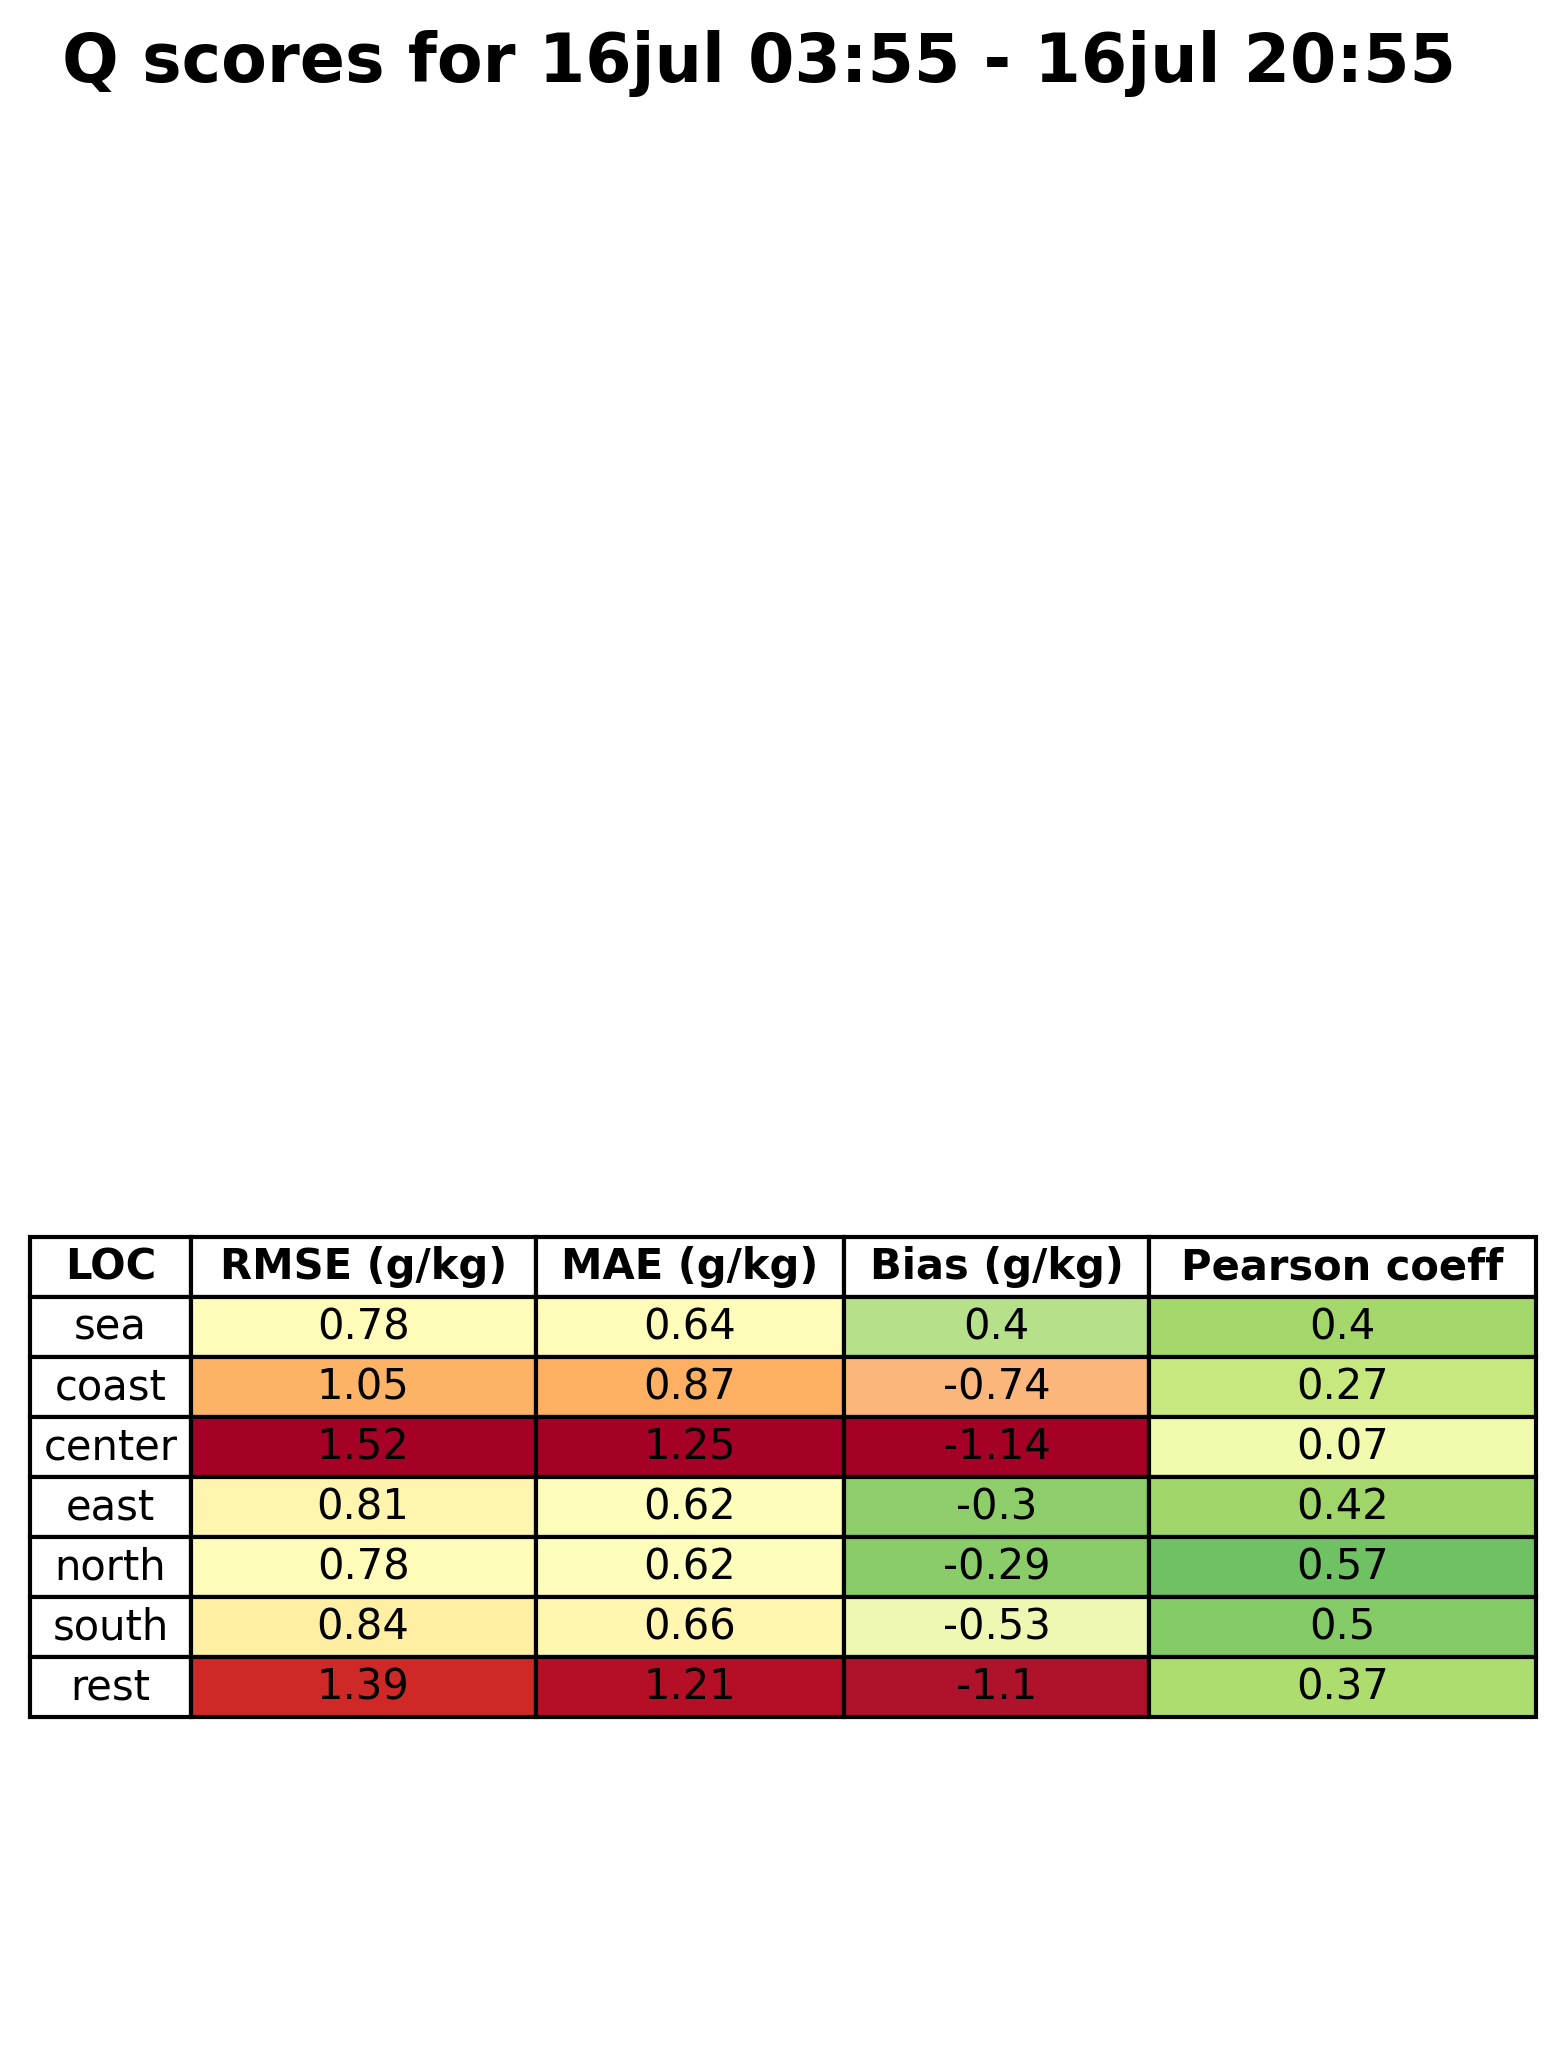 Q scores for 16jul 03:55 - 16jul 20:55
LOC RMSE (g/kg) MAE (g/kg) Bias (g/kg) Pearson coeff
sea 0.78 0.64 0.4 0.4
coast 1.05 0.87 -0.74 0.27
center 1.52 1.25 -1.14 0.07
east 0.81 0.62 -0.3 0.42
north 0.78 0.62 -0.29 0.57
south 0.84 0.66 -0.53 0.5
rest 1.39 1.21 -1.1 0.37